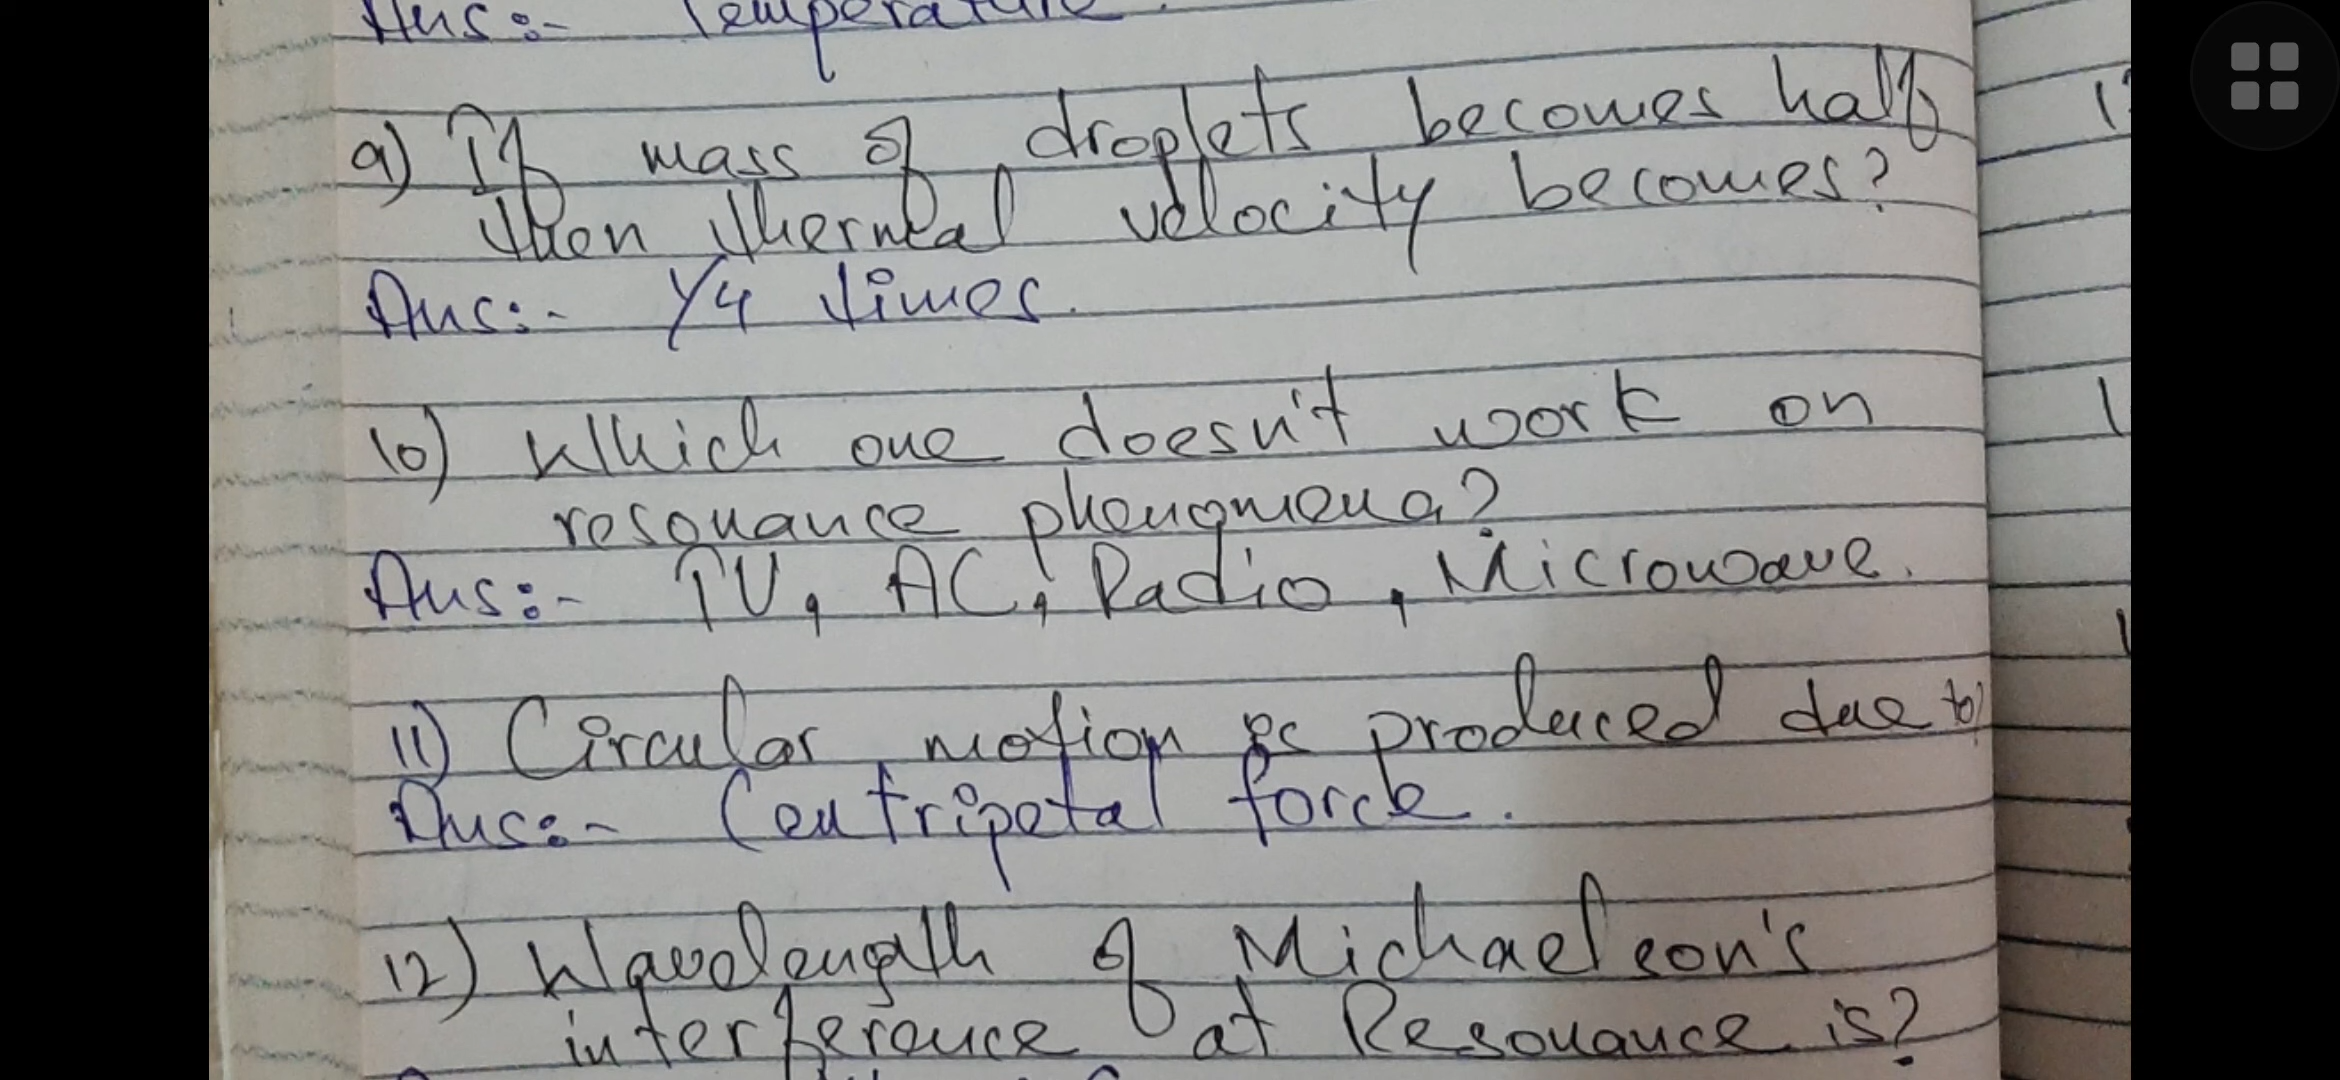 Ans:- Temperature.
9) If mass of droplets becomes half
then thermal velocity becomes?
Ans:- 1/4 times.
10) Which one doesn't work on
resonance phenomena?
Ans:- TV, AC, Radio, Microwave.
11) Circular motion is produced due to?
Ans:- Centripetal force.
12) Wavelength of Michaelson's
interference at Resonance is?